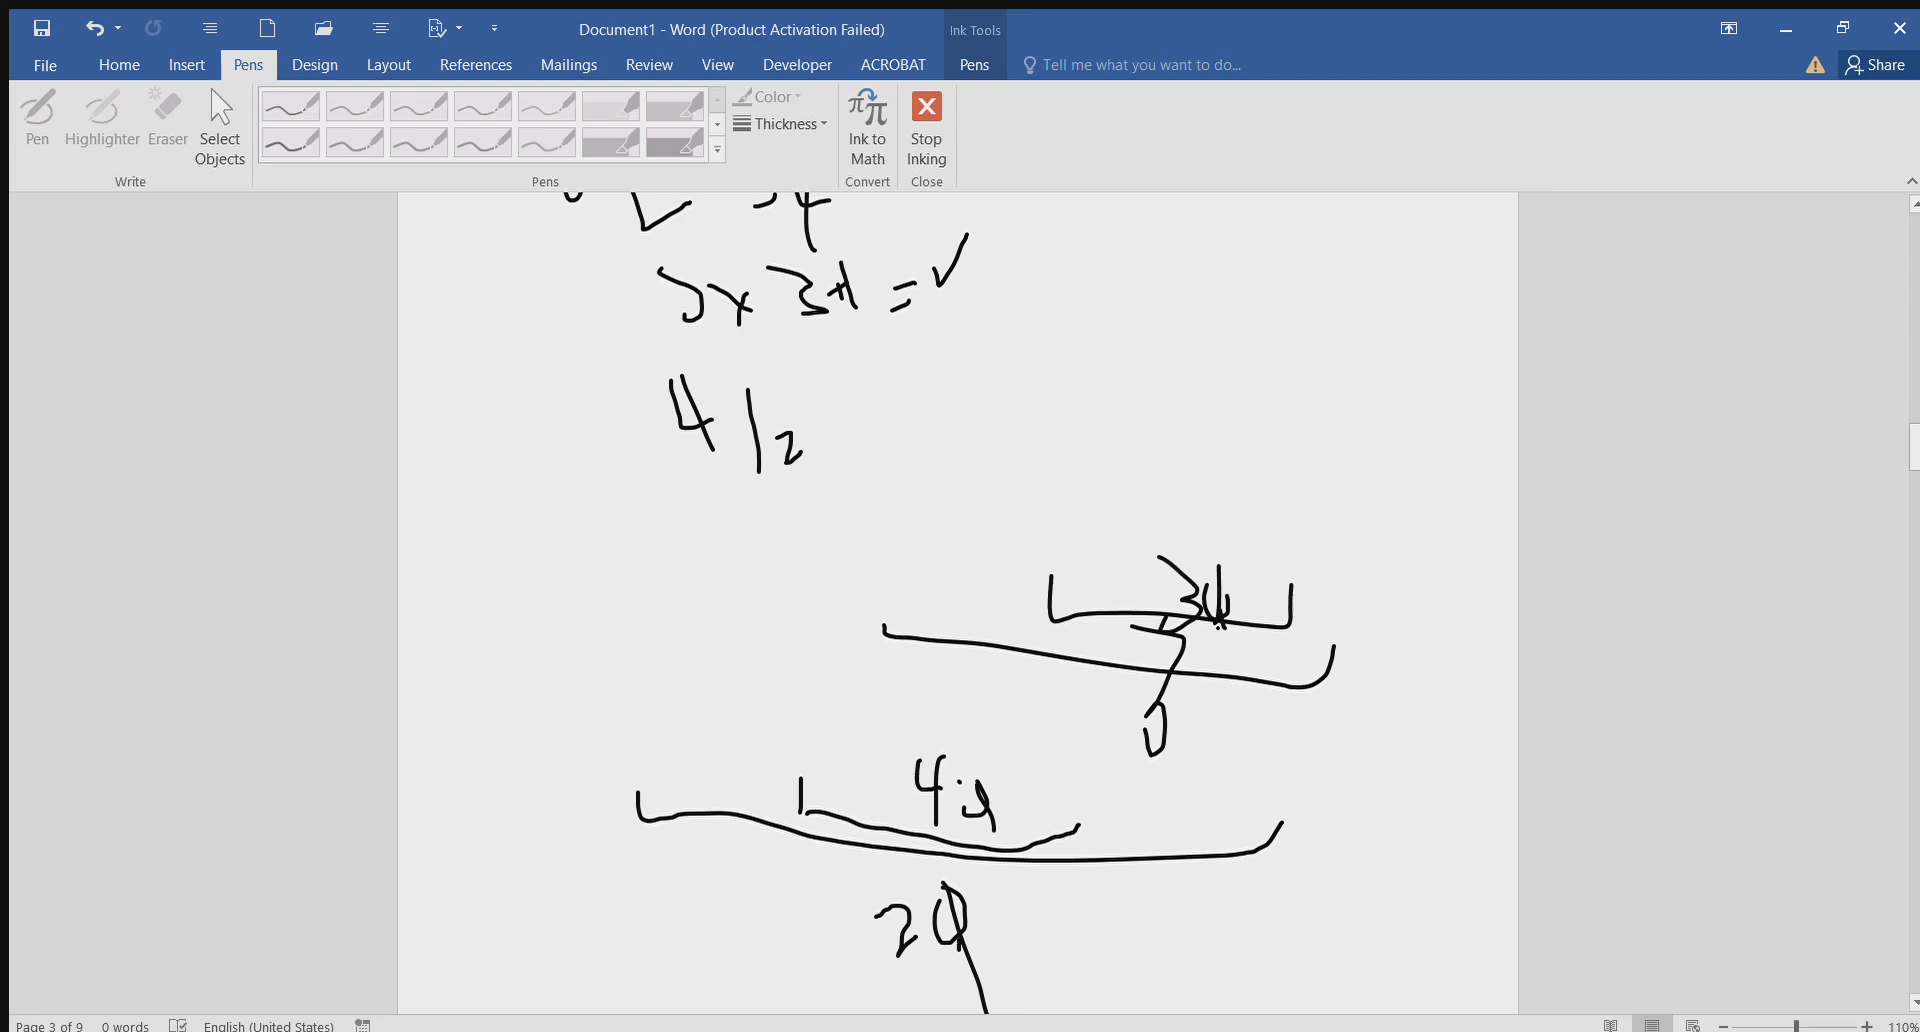 Document1 - Word (Product Activation Failed)
Ink Tools
File Home Insert Pens Design Layout References Mailings Review View Developer ACROBAT Pens Tell me what you want to do... Share
Pen Highlighter Eraser Select Objects
Color
Thickness
Ink to Math
Stop Inking
Write Pens Convert Close
=
4 1/2
34
4
20
Page 3 of 9 0 words English (United States) 110%